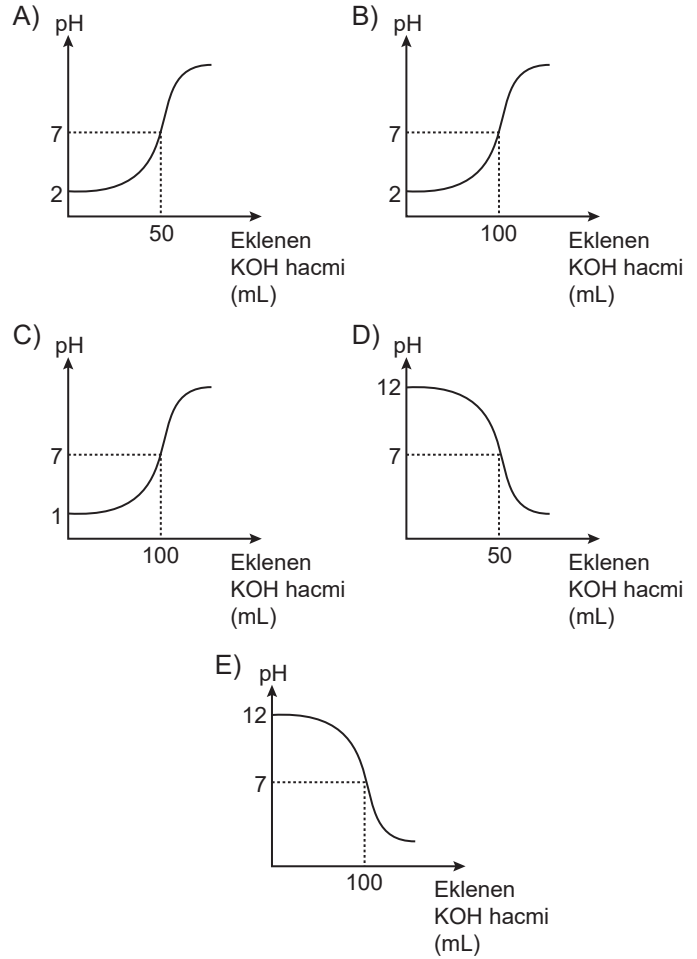 A)
pH
7
2
50
Eklenen
KOH hacmi
(mL)
B)
pH
7
2
100
Eklenen
KOH hacmi
(mL)
C)
pH
7
1
100
Eklenen
KOH hacmi
(mL)
D)
pH
12
7
50
Eklenen
KOH hacmi
(mL)
E)
pH
12
7
100
Eklenen
KOH hacmi
(mL)